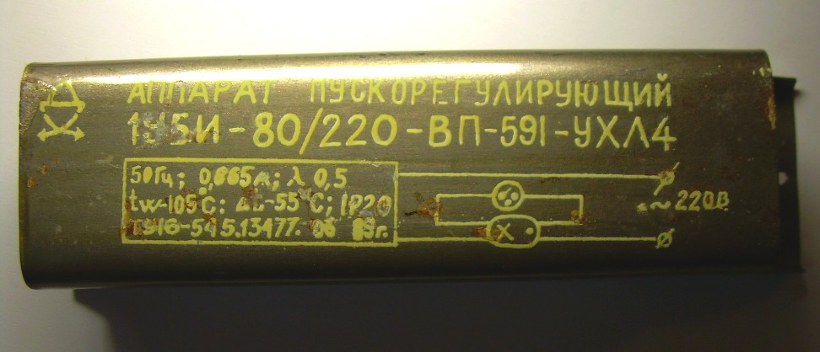 АППАРАТ ПУСКОРЕГУЛИРУЮЩИЙ
1УБИ-80/220-ВП-591-УХЛ4
50Гц; 0,865А; λ 0,5
tw-105°C; Δt-55°C; IP20
89г.
~220В